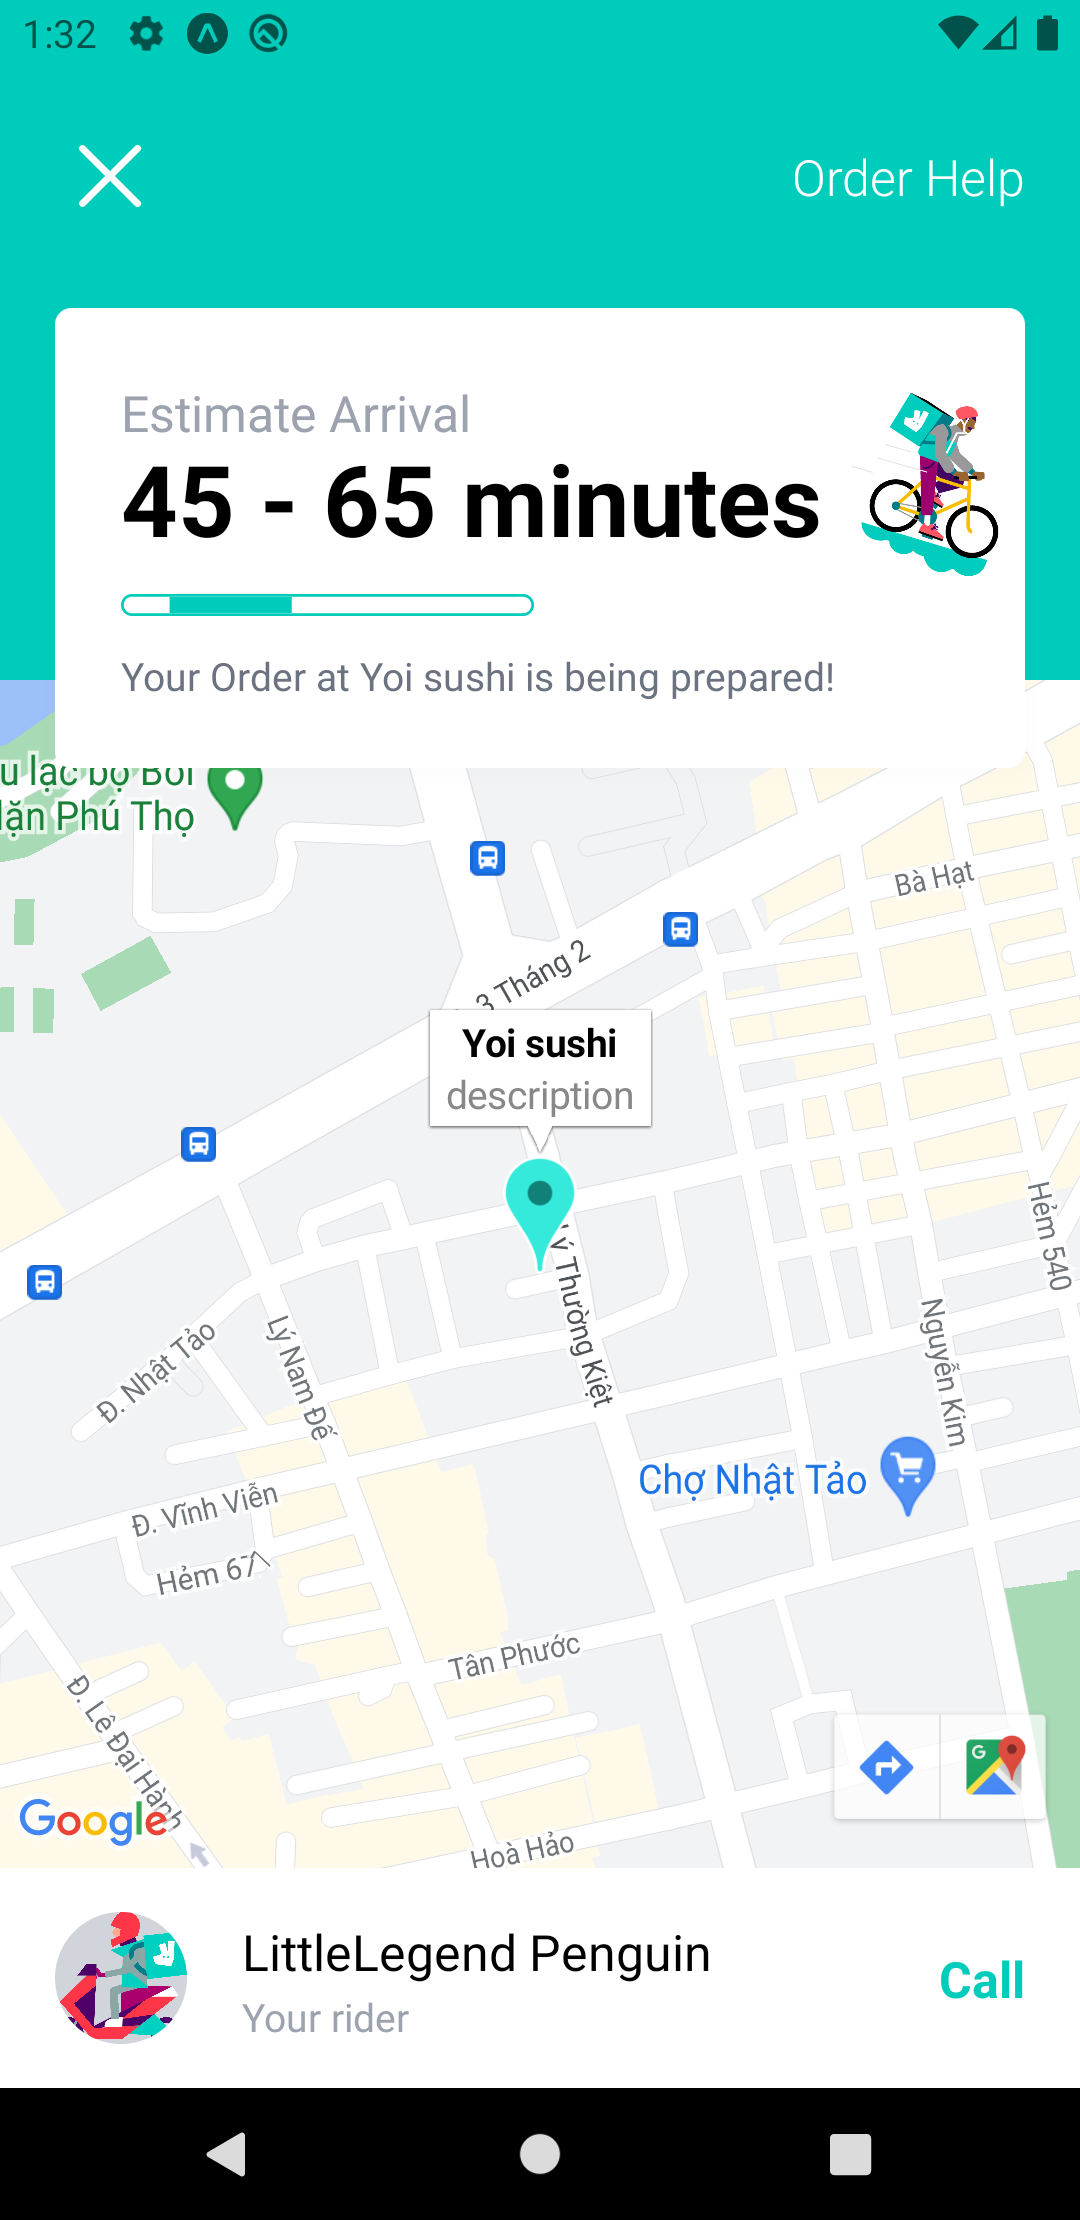 1:32
Order Help
Estimate Arrival
45 - 65 minutes
Your Order at Yoi sushi is being prepared!
u lạc bộ Bơi
lặn Phú Thọ
Bà Hạt
3 Tháng 2
Yoi sushi
description
Lý Thường Kiệt
Hẻm 540
Đ. Nhật Tảo
Lý Nam Đế
Nguyễn Kim
Chợ Nhật Tảo
Đ. Vĩnh Viễn
Hẻm 67
Tân Phước
Đ. Lê Đại Hành
G
Google
Hoà Hảo
LittleLegend Penguin
Your rider
Call